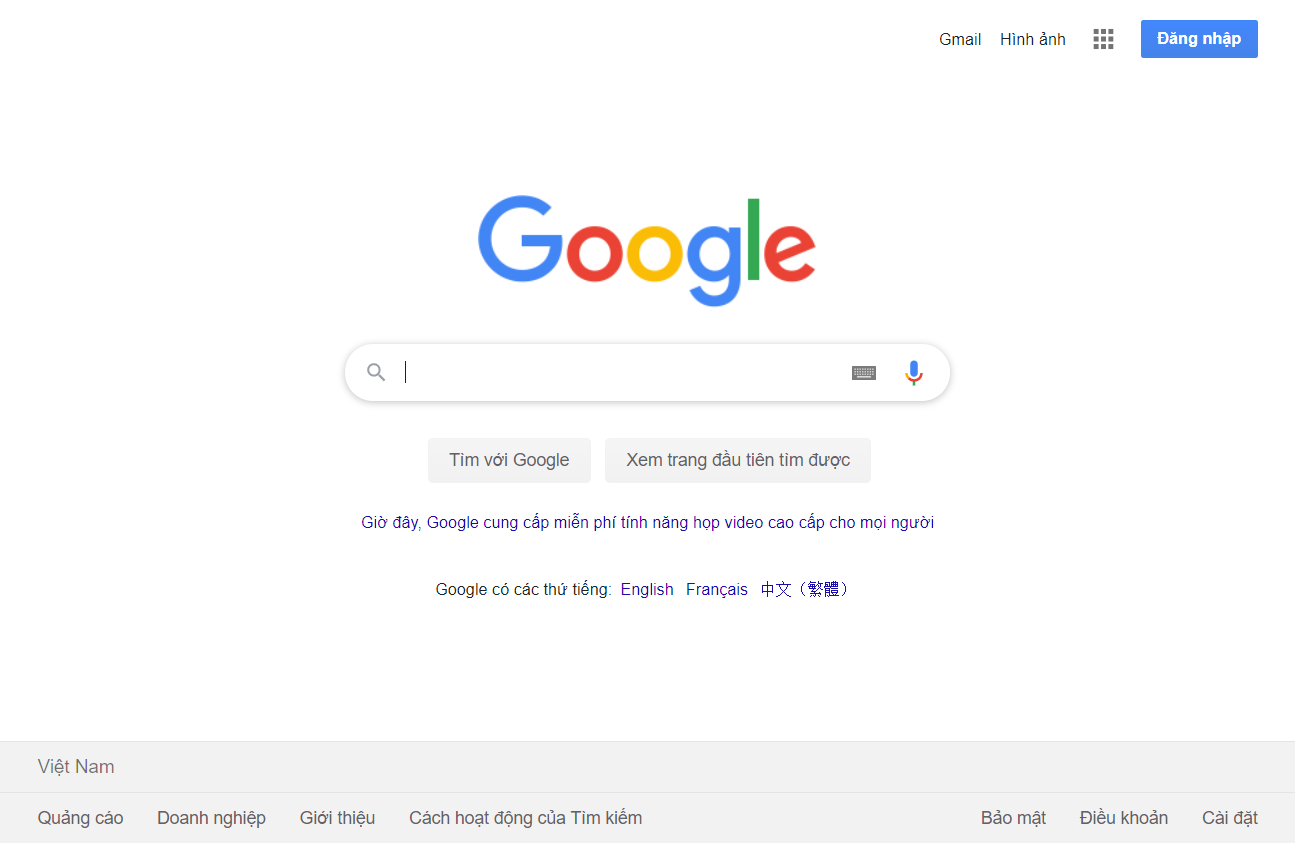 Gmail Hình ảnh Đăng nhập
Google
Tìm với Google Xem trang đầu tiên tìm được
Giờ đây, Google cung cấp miễn phí tính năng họp video cao cấp cho mọi người
Google có các thứ tiếng: English Français 中文（繁體）
Việt Nam
Quảng cáo Doanh nghiệp Giới thiệu Cách hoạt động của Tìm kiếm Bảo mật Điều khoản Cài đặt